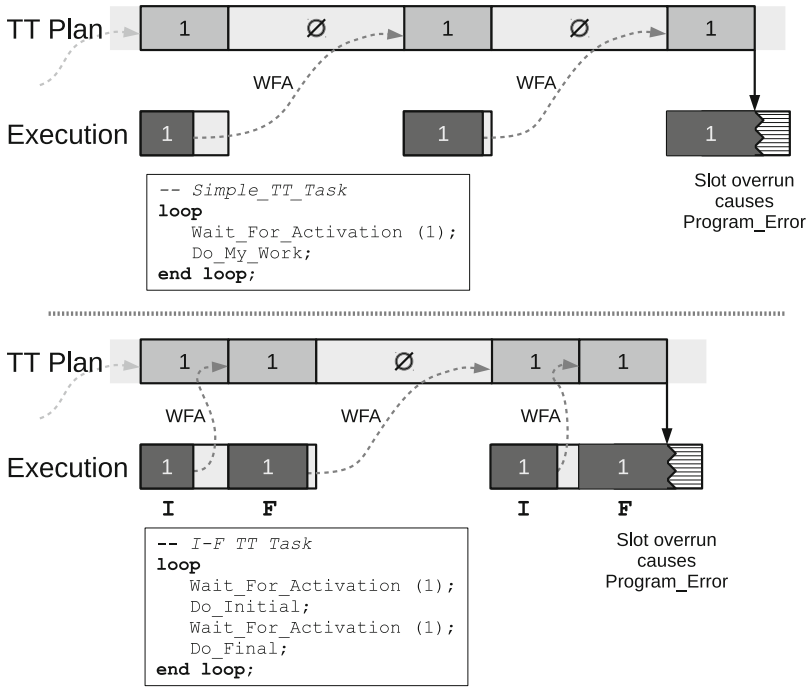 TT Plan 1 Ø 1 Ø 1
WFA WFA
Execution 1 1 1
Slot overrun
causes
Program_Error
-- Simple_TT_Task
loop
Wait_For_Activation (1);
Do_My_Work;
end loop;
TT Plan 1 1 Ø 1 1
WFA WFA WFA
Execution 1 1 1 1
I F I F
Slot overrun
causes
Program_Error
-- I-F TT Task
loop
Wait_For_Activation (1);
Do_Initial;
Wait_For_Activation (1);
Do_Final;
end loop;